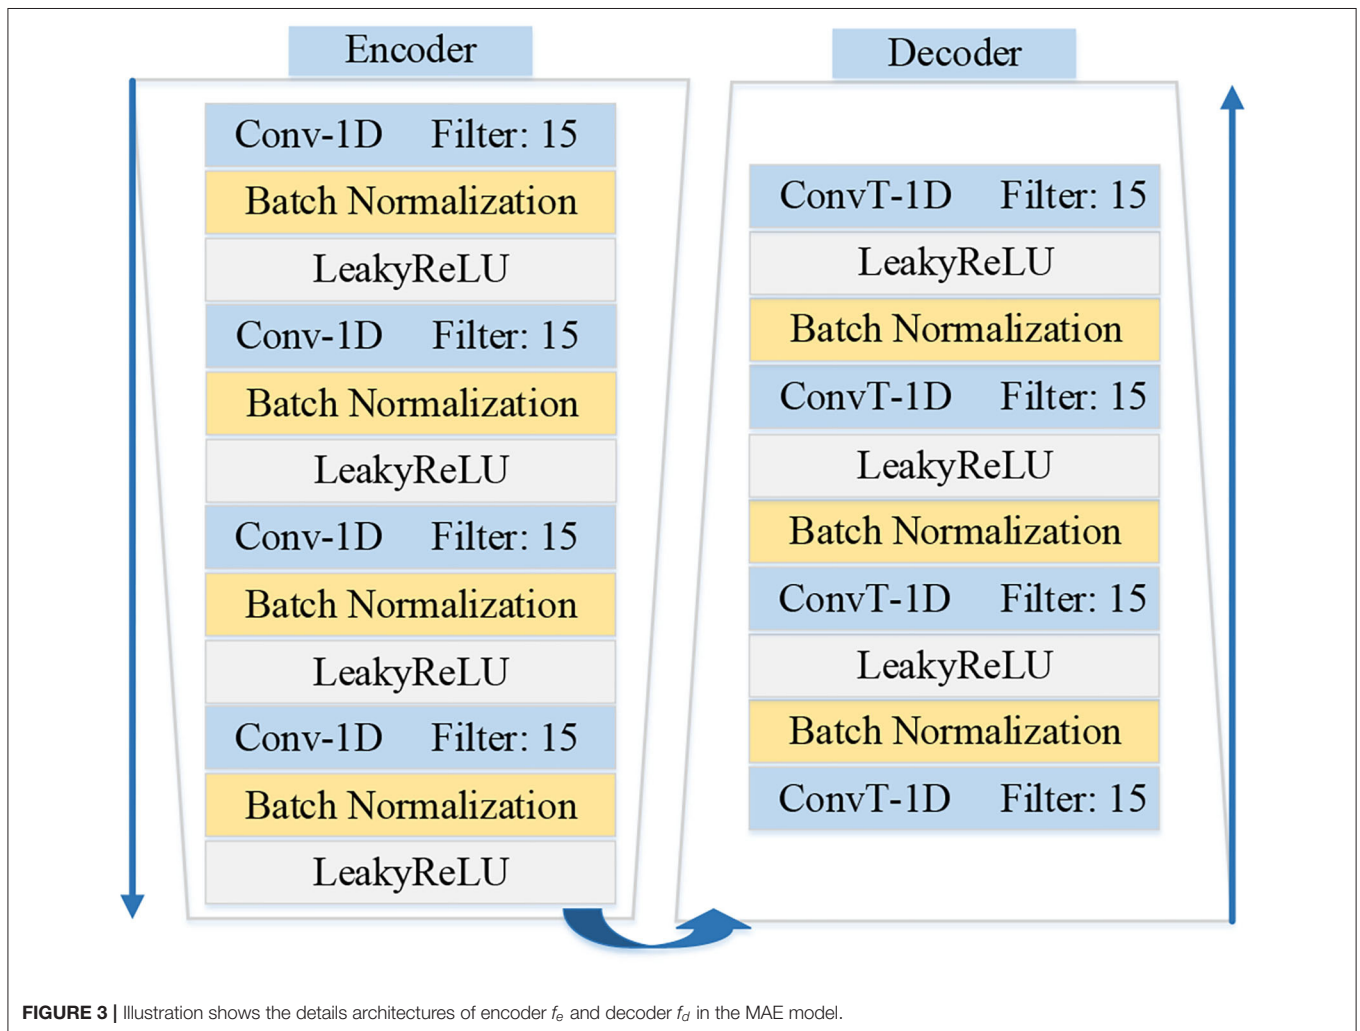 Encoder
Conv-1D Filter: 15
Batch Normalization
LeakyReLU
Conv-1D Filter: 15
Batch Normalization
LeakyReLU
Conv-1D Filter: 15
Batch Normalization
LeakyReLU
Conv-1D Filter: 15
Batch Normalization
LeakyReLU
Decoder
ConvT-1D Filter: 15
LeakyReLU
Batch Normalization
ConvT-1D Filter: 15
LeakyReLU
Batch Normalization
ConvT-1D Filter: 15
LeakyReLU
Batch Normalization
ConvT-1D Filter: 15
FIGURE 3 | Illustration shows the details architectures of encoder fe and decoder fd in the MAE model.